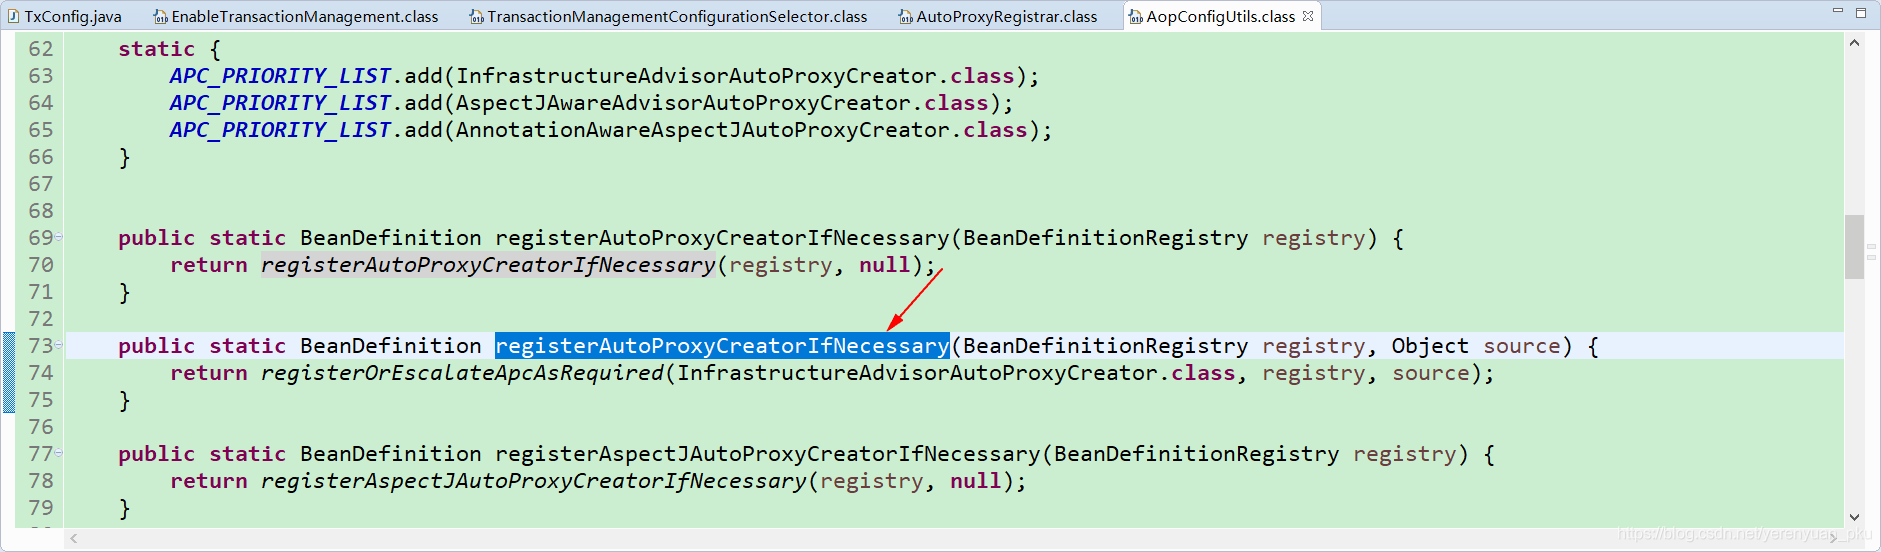 TxConfig.java EnableTransactionManagement.class TransactionManagementConfigurationSelector.class AutoProxyRegistrar.class AopConfigUtils.class
62 static {
63 APC_PRIORITY_LIST.add(InfrastructureAdvisorAutoProxyCreator.class);
64 APC_PRIORITY_LIST.add(AspectJAwareAdvisorAutoProxyCreator.class);
65 APC_PRIORITY_LIST.add(AnnotationAwareAspectJAutoProxyCreator.class);
66 }
67
68
69 public static BeanDefinition registerAutoProxyCreatorIfNecessary(BeanDefinitionRegistry registry) {
70 return registerAutoProxyCreatorIfNecessary(registry, null);
71 }
72
73 public static BeanDefinition registerAutoProxyCreatorIfNecessary(BeanDefinitionRegistry registry, Object source) {
74 return registerOrEscalateApcAsRequired(InfrastructureAdvisorAutoProxyCreator.class, registry, source);
75 }
76
77 public static BeanDefinition registerAspectJAutoProxyCreatorIfNecessary(BeanDefinitionRegistry registry) {
78 return registerAspectJAutoProxyCreatorIfNecessary(registry, null);
79 }
https://blog.csdn.net/yerenyuan_pku